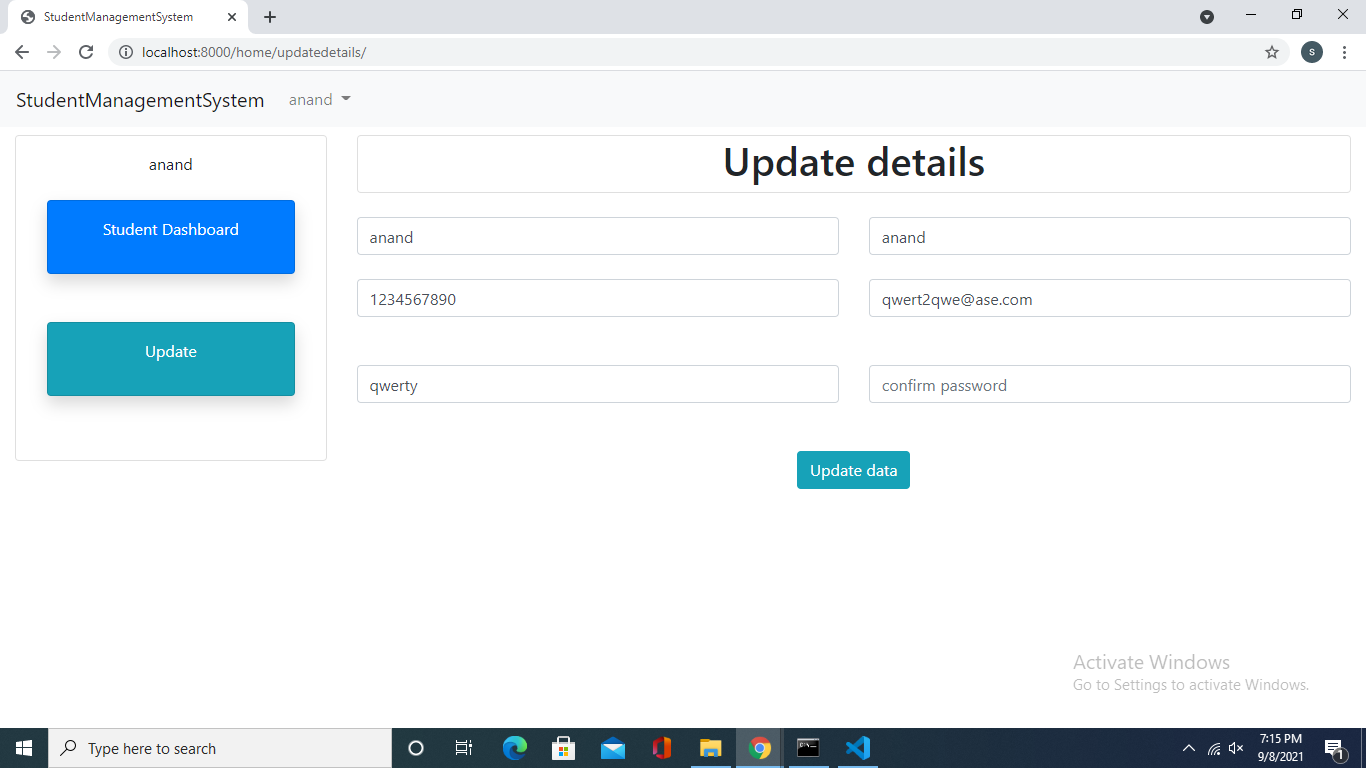 StudentManagementSystem
localhost:8000/home/updatedetails/
S
StudentManagementSystem anand
anand
Student Dashboard
Update
Update details
anand anand
1234567890 qwert2qwe@ase.com
qwerty confirm password
Update data
Activate Windows
Go to Settings to activate Windows.
Type here to search
7:15 PM
9/8/2021
1